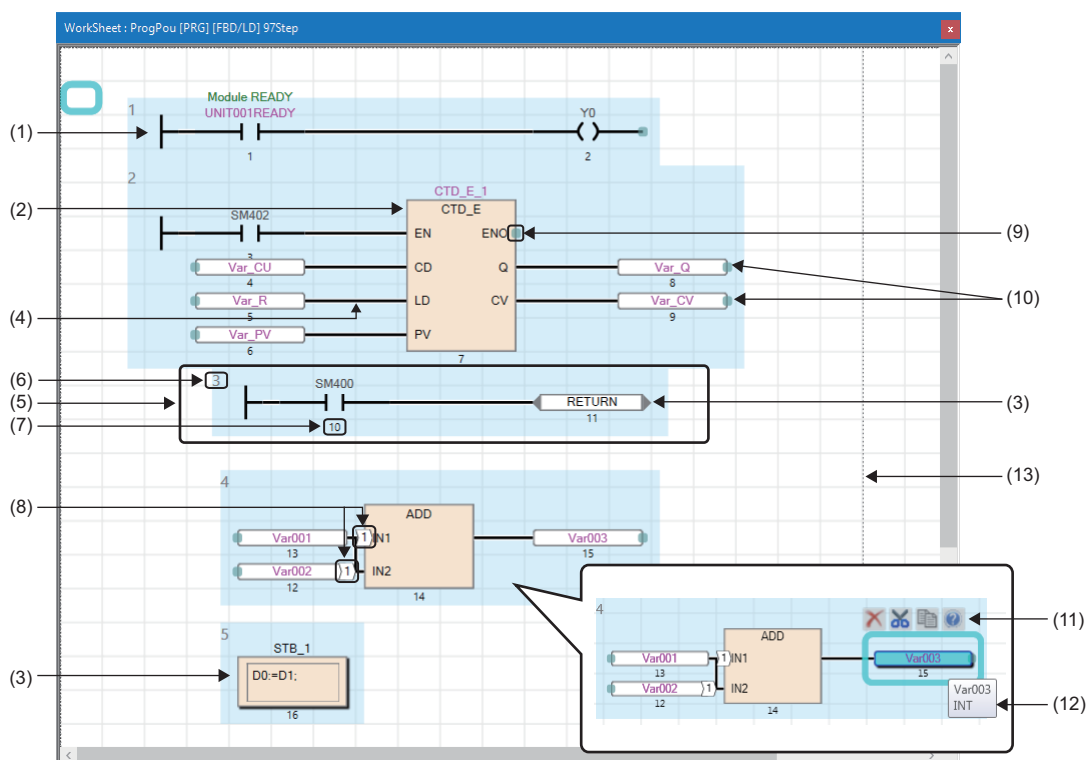 WorkSheet : ProgPou [PRG] [FBD/LD] 97Step
x
1
Module READY
UNIT001READY
Y0
(1)
1
2
2
CTD_E_1
(2)
SM402
CTD_E
EN
ENO
(9)
3
Var_CU
CD
Q
Var_Q
4
8
(10)
Var_R
LD
CV
Var_CV
(4)
5
9
Var_PV
PV
6
7
(6)
3
SM400
(5)
RETURN
(3)
11
(7)
10
(13)
4
(8)
ADD
Var001
1
IN1
Var003
13
15
Var002
1
IN2
12
14
4
(11)
ADD
Var001
1
IN1
Var003
13
15
Var002
1
IN2
12
14
Var003
INT
(12)
5
STB_1
(3)
D0:=D1;
16